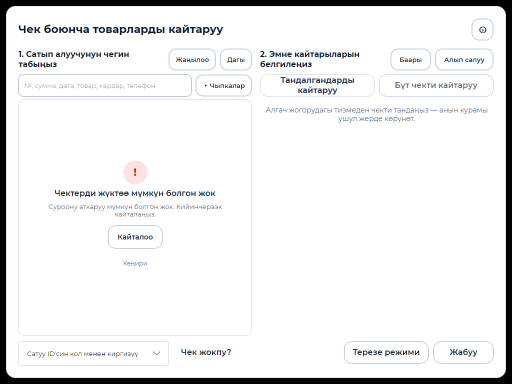 Чек боюнча товарларды кайтаруу
1. Сатып алуучунун чегин
табыңыз
Жаңылоо
Дагы
№, сумма, дата, товар, кардар, телефон
Чыпкалар
!
Чектерди жүктөө мүмкүн болгон жок
Суроону аткаруу мүмкүн болгон жок. Кийинчерээк
кайталаңыз.
Кайталоо
Кеңири
Сатуу ID'син кол менен киргизүү
Чек жокпу?
2. Эмне кайтарыларын
белгилеңиз
Баары
Алып салуу
Тандалгандарды
кайтаруу
Бүт чекти кайтаруу
Алгач жогорудагы тизмеден чекти тандаңыз — анын курамы
ушул жерде көрүнөт.
Терезе режими
Жабуу